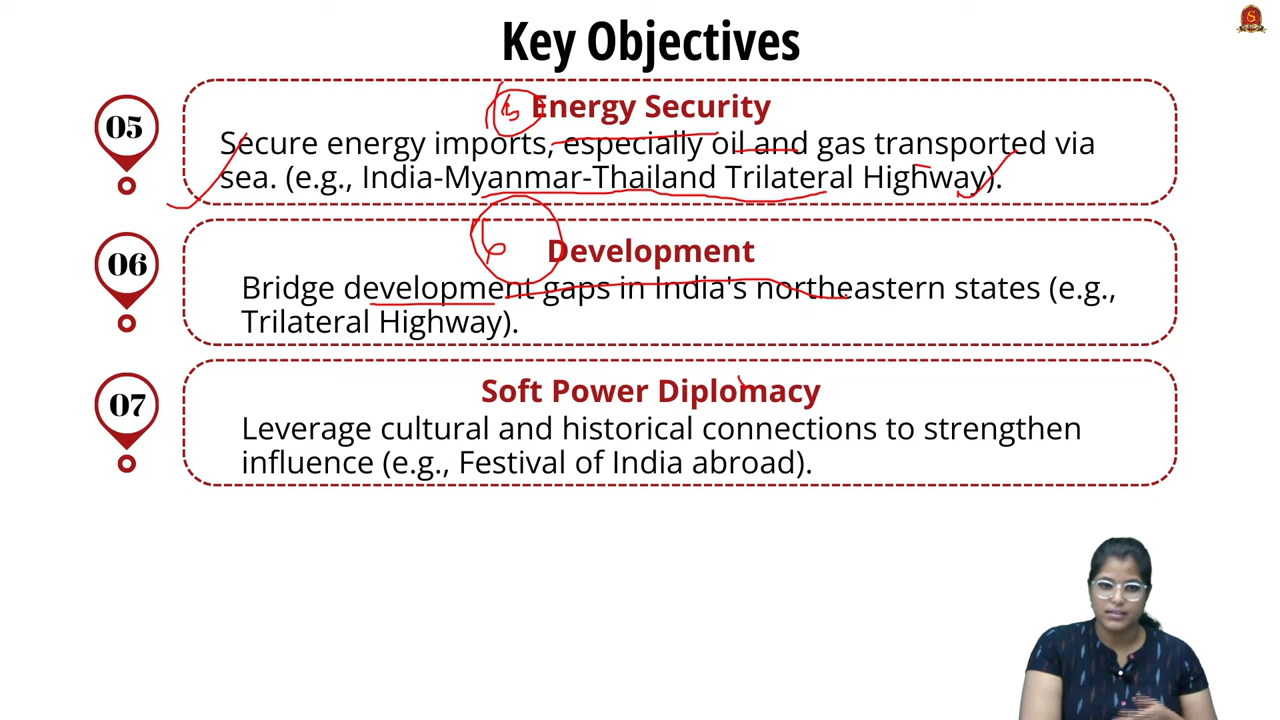 Key Objectives
05
Energy Security
Secure energy imports, especially oil and gas transported via
sea. (e.g., India-Myanmar-Thailand Trilateral Highway).
06
Development
Bridge development gaps in India's northeastern states (e.g.,
Trilateral Highway).
07
Soft Power Diplomacy
Leverage cultural and historical connections to strengthen
influence (e.g., Festival of India abroad).